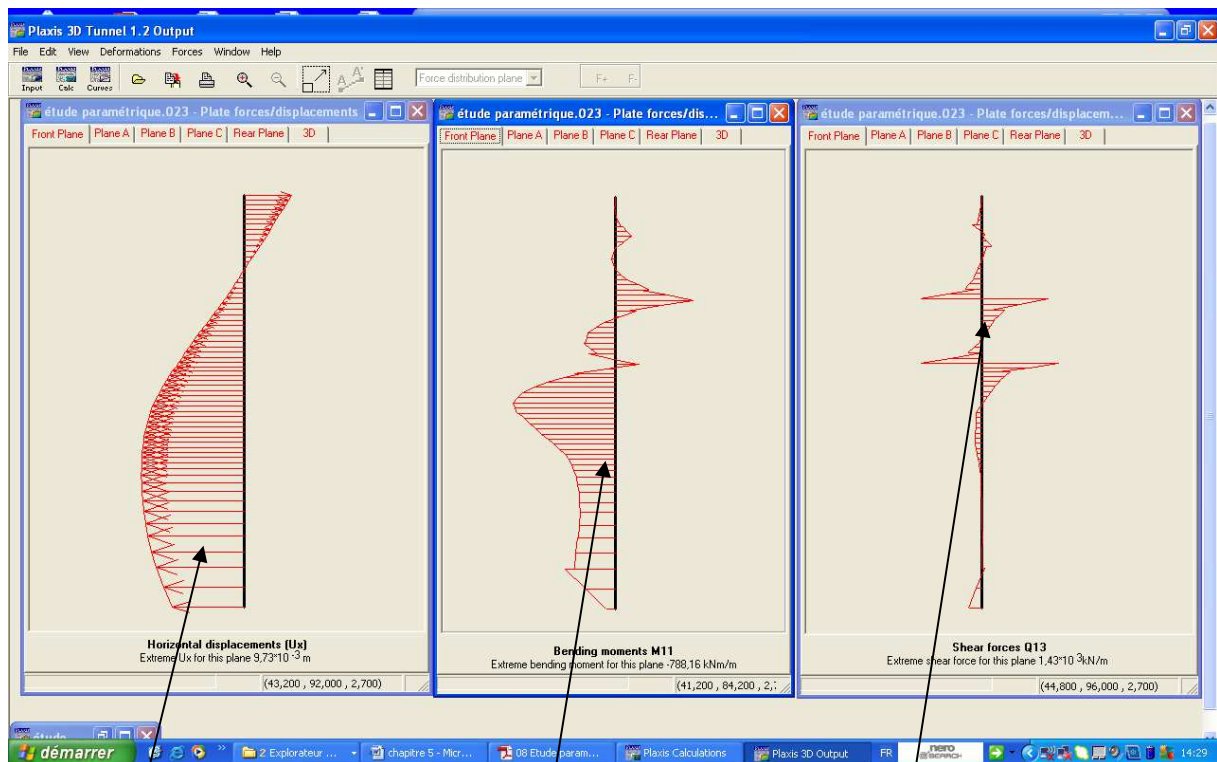 Plaxis 3D Tunnel 1.2 Output
File Edit View Deformations Forces Window Help
Input Calc Curves
Force distribution plane
F+ F-
étude paramétrique.023 - Plate forces/displacements
Front Plane Plane A Plane B Plane C Rear Plane 3D
Horizontal displacements (Ux)
Extreme Ux for this plane 9,73*10 -3 m
(43,200 , 92,000 , 2,700)
étude paramétrique.023 - Plate forces/dis...
Front Plane Plane A Plane B Plane C Rear Plane 3D
Bending moments M11
Extreme bending moment for this plane -788,16 kNm/m
(41,200 , 84,200 , 2,
étude paramétrique.023 - Plate forces/displacem...
Front Plane Plane A Plane B Plane C Rear Plane 3D
Shear forces Q13
Extreme shear force for this plane 1,43*10 3kN/m
(44,800 , 96,000 , 2,700)
étude
démarrer 2 Explorateur ... chapitre 5 - Micr... 08 Etude param... Plaxis Calculations Plaxis 3D Output FR nero SEARCH 14:29